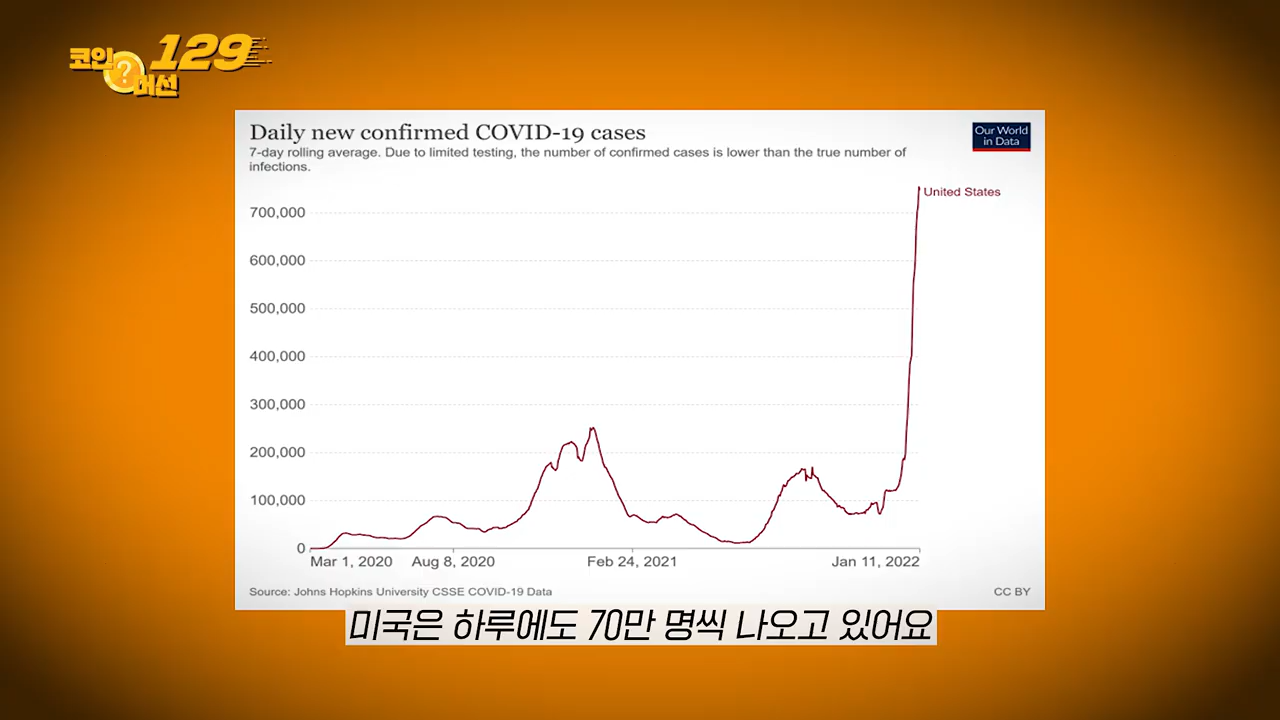 코인 129
머선
?
Daily new confirmed COVID-19 cases
7-day rolling average. Due to limited testing, the number of confirmed cases is lower than the true number of
infections.
Our World
in Data
United States
700,000
600,000
500,000
400,000
300,000
200,000
100,000
0
Mar 1, 2020
Aug 8, 2020
Feb 24, 2021
Jan 11, 2022
Source: Johns Hopkins University CSSE COVID-19 Data
CC BY
미국은 하루에도 70만 명씩 나오고 있어요